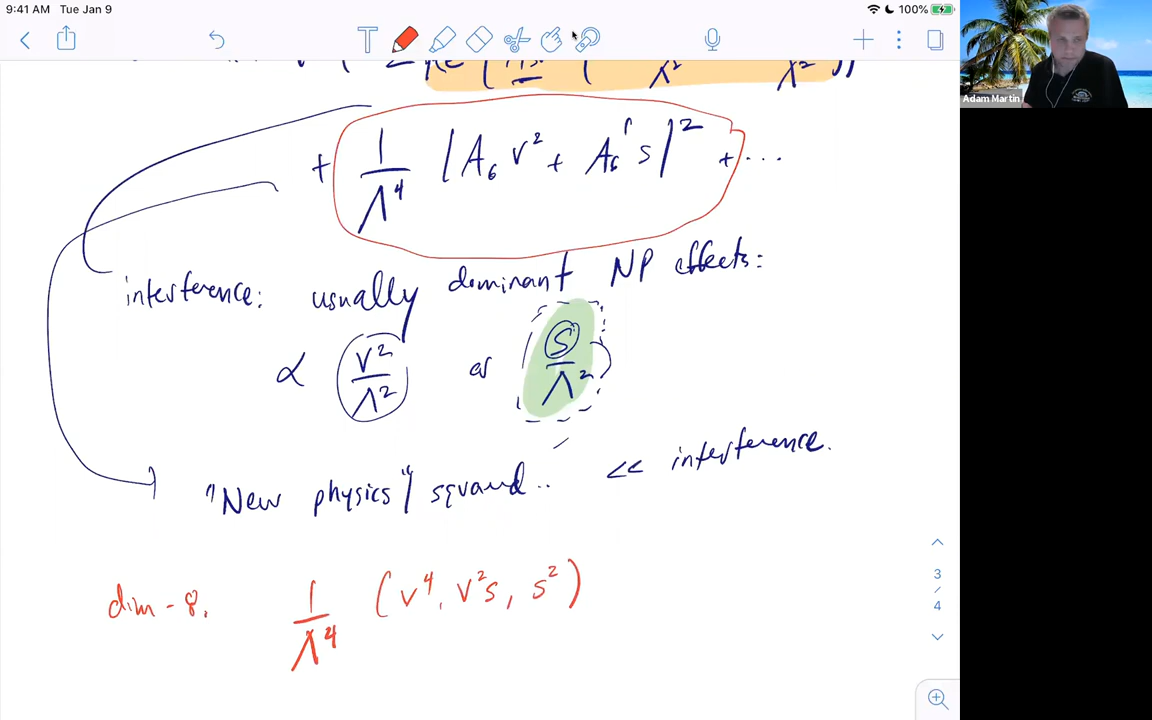 9:41 AM Tue Jan 9
100%
Adam Martin
+ 1/Λ⁴ |A₆ v² + A₆' s|² + ...
interference: usually dominant NP effects:
∝ v²/Λ² or s/Λ²
"New physics" squared .. << interference.
dim-8. 1/Λ⁴ (v⁴, v²s, s²)
3
/
4